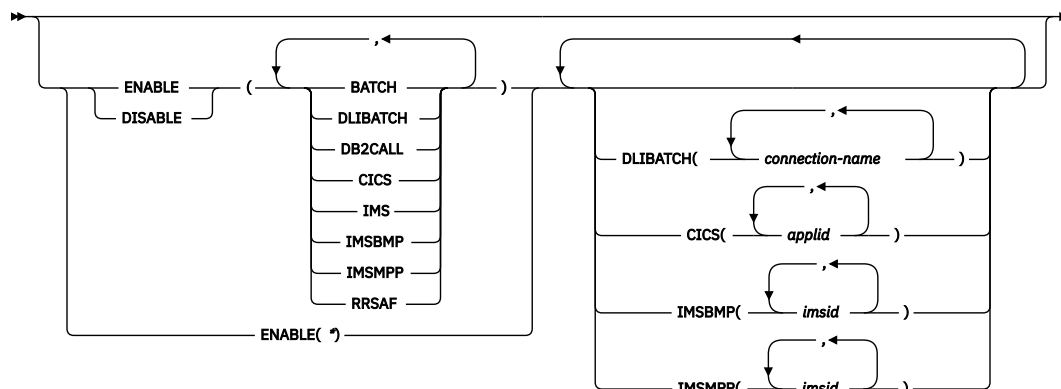 ,
ENABLE ( BATCH )
DISABLE DLIBATCH
DB2CALL
,
DLIBATCH( connection-name )
CICS
,
IMS
CICS( applid )
IMSBMP
,
IMSMPP
RRSAF
IMSBMP( imsid )
ENABLE( *)
,
IMSMPP( imsid )